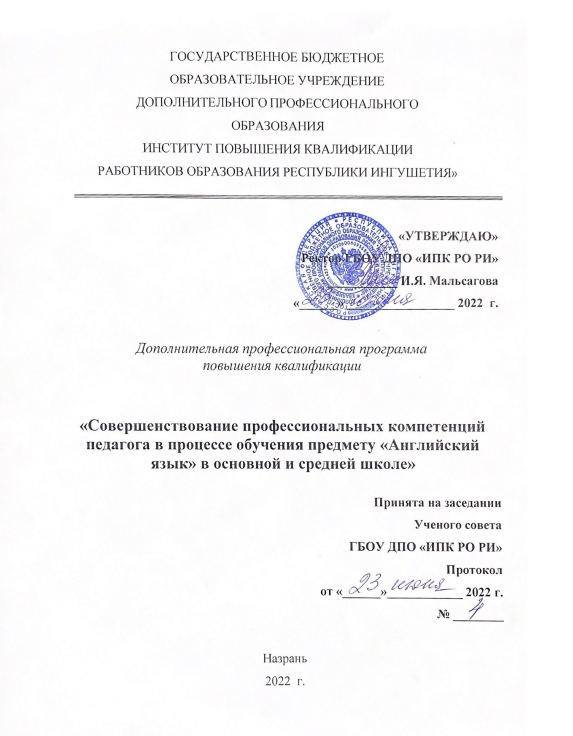 ГОСУДАРСТВЕННОЕ БЮДЖЕТНОЕ
ОБРАЗОВАТЕЛЬНОЕ УЧРЕЖДЕНИЕ
ДОПОЛНИТЕЛЬНОГО ПРОФЕССИОНАЛЬНОГО
ОБРАЗОВАНИЯ
ИНСТИТУТ ПОВЫШЕНИЯ КВАЛИФИКАЦИИ
РАБОТНИКОВ ОБРАЗОВАНИЯ РЕСПУБЛИКИ ИНГУШЕТИЯ»
«УТВЕРЖДАЮ»
Ректор ГБОУ ДПО «ИПК РО РИ»
И.Я. Мальсагова
«______»__________________ 2022 г.
Дополнительная профессиональная программа
повышения квалификации
«Совершенствование профессиональных компетенций
педагога в процессе обучения предмету «Английский
язык» в основной и средней школе»
Принята на заседании
Ученого совета
ГБОУ ДПО «ИПК РО РИ»
Протокол
от «23» июня 2022 г.
№ 4
Назрань
2022 г.